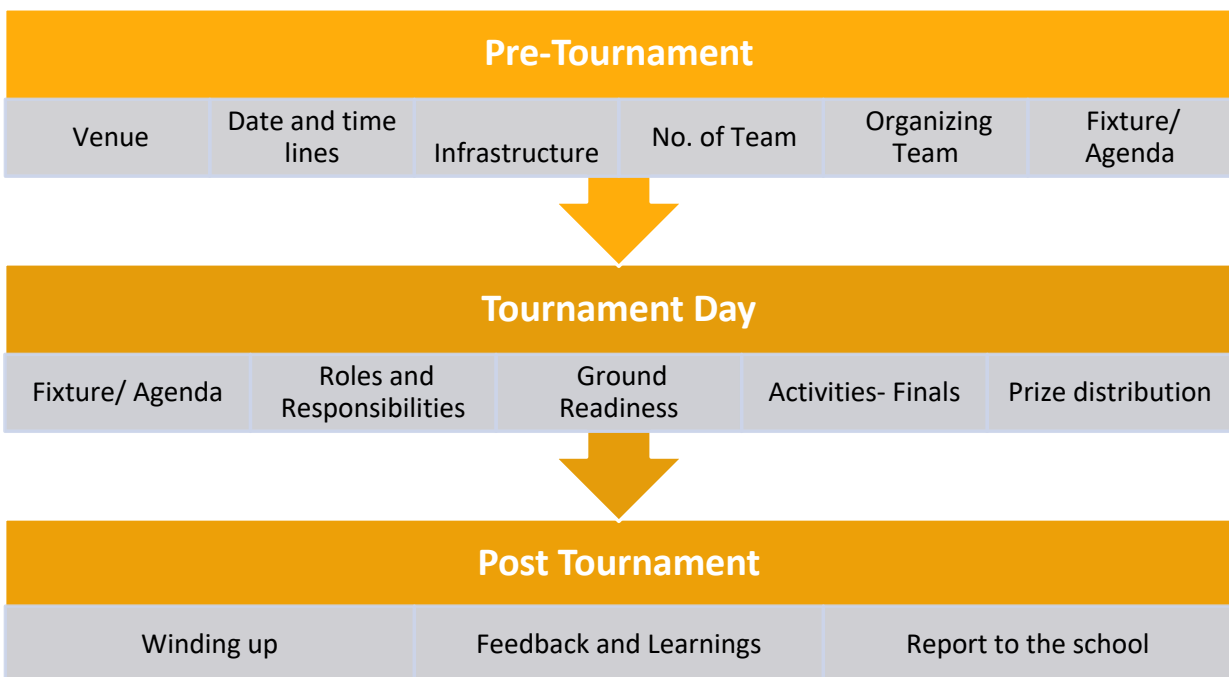 Pre-Tournament
Venue
Date and time
lines
Infrastructure
No. of Team
Organizing
Team
Fixture/
Agenda
Tournament Day
Fixture/ Agenda
Roles and
Responsibilities
Ground
Readiness
Activities- Finals
Prize distribution
Post Tournament
Winding up
Feedback and Learnings
Report to the school